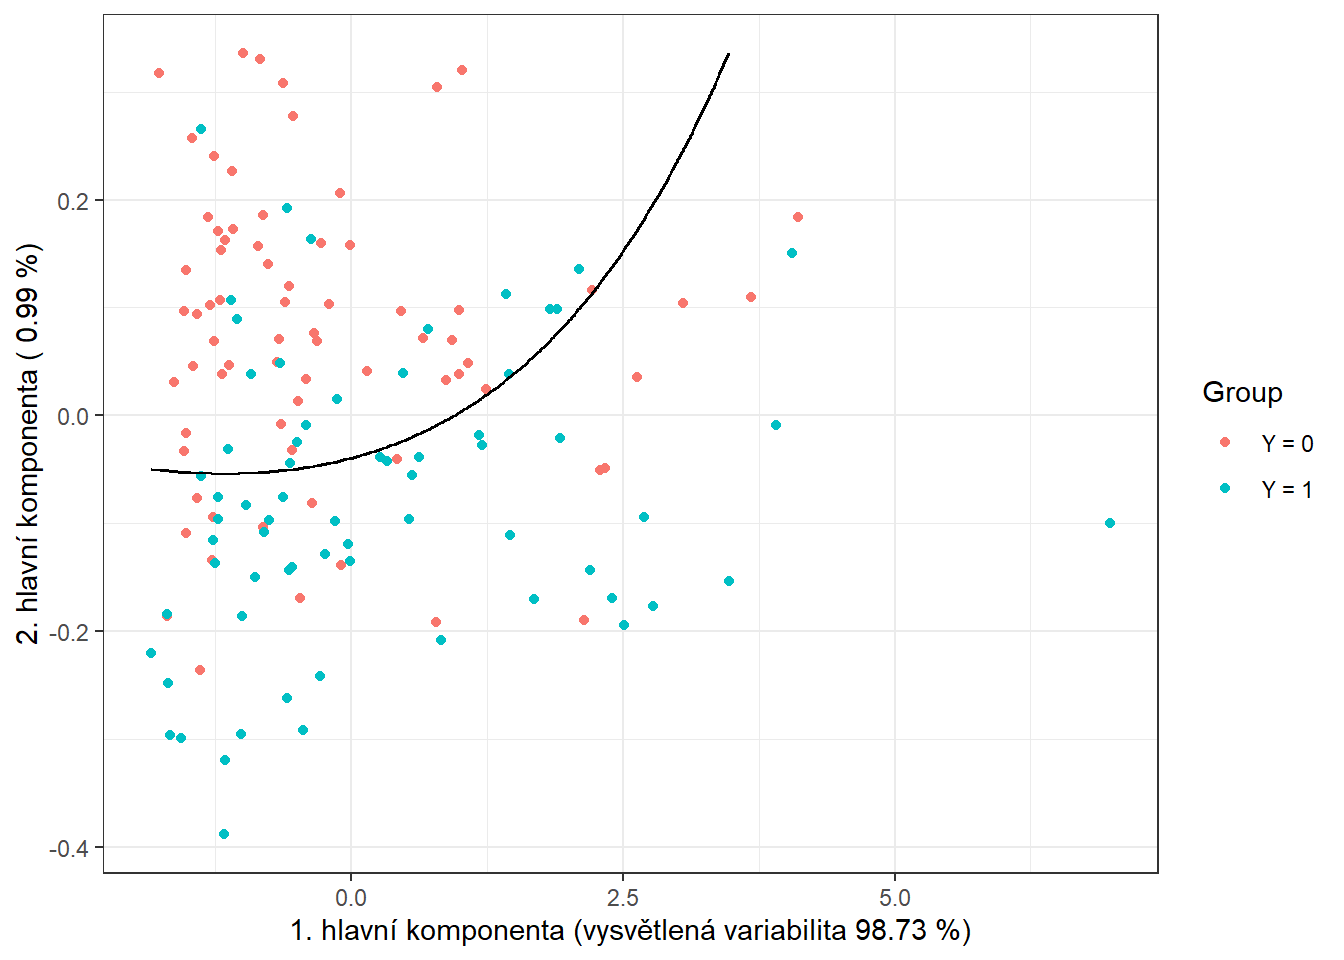 0.2
0.0
-0.2
-0.4
2. hlavní komponenta ( 0.99 %)
0.0 2.5 5.0
1. hlavní komponenta (vysvětlená variabilita 98.73 %)
Group
Y = 0
Y = 1